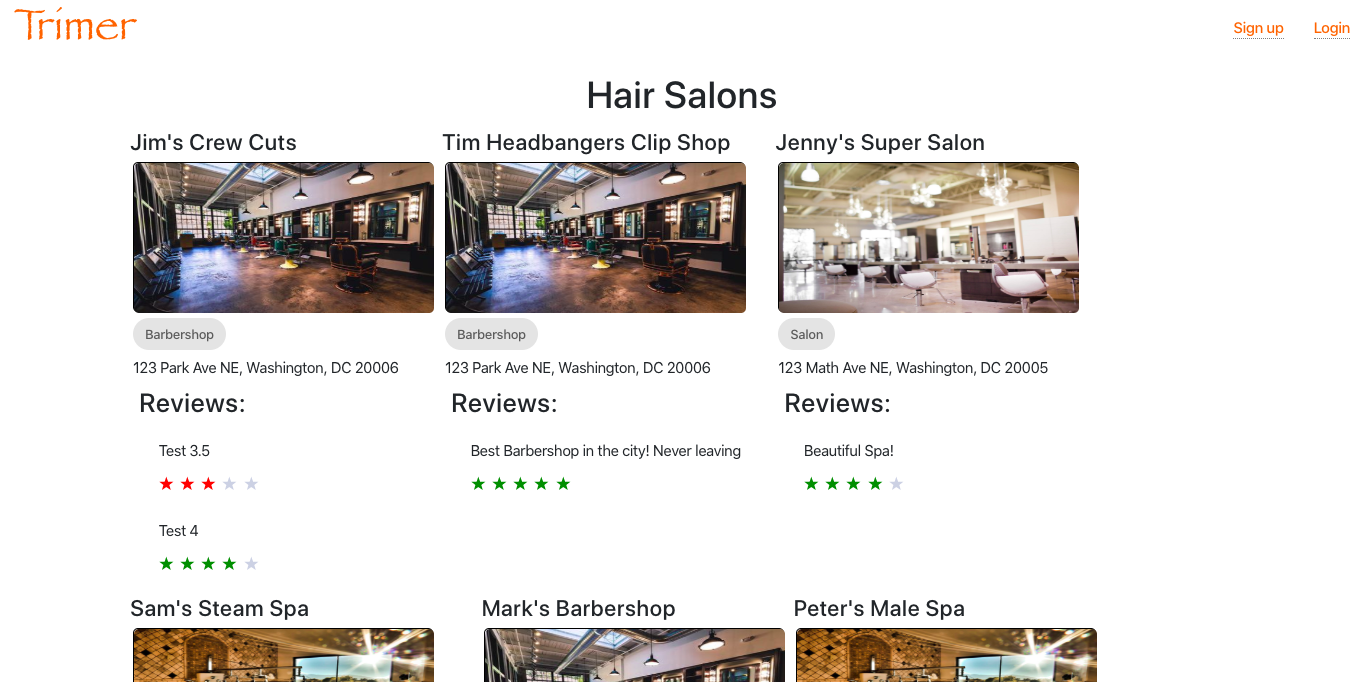 Trimer
Sign up
Login
Hair Salons
Jim's Crew Cuts
Tim Headbangers Clip Shop
Jenny's Super Salon
Barbershop
Barbershop
Salon
123 Park Ave NE, Washington, DC 20006
123 Park Ave NE, Washington, DC 20006
123 Math Ave NE, Washington, DC 20005
Reviews:
Reviews:
Reviews:
Test 3.5
Best Barbershop in the city! Never leaving
Beautiful Spa!
Test 4
Sam's Steam Spa
Mark's Barbershop
Peter's Male Spa